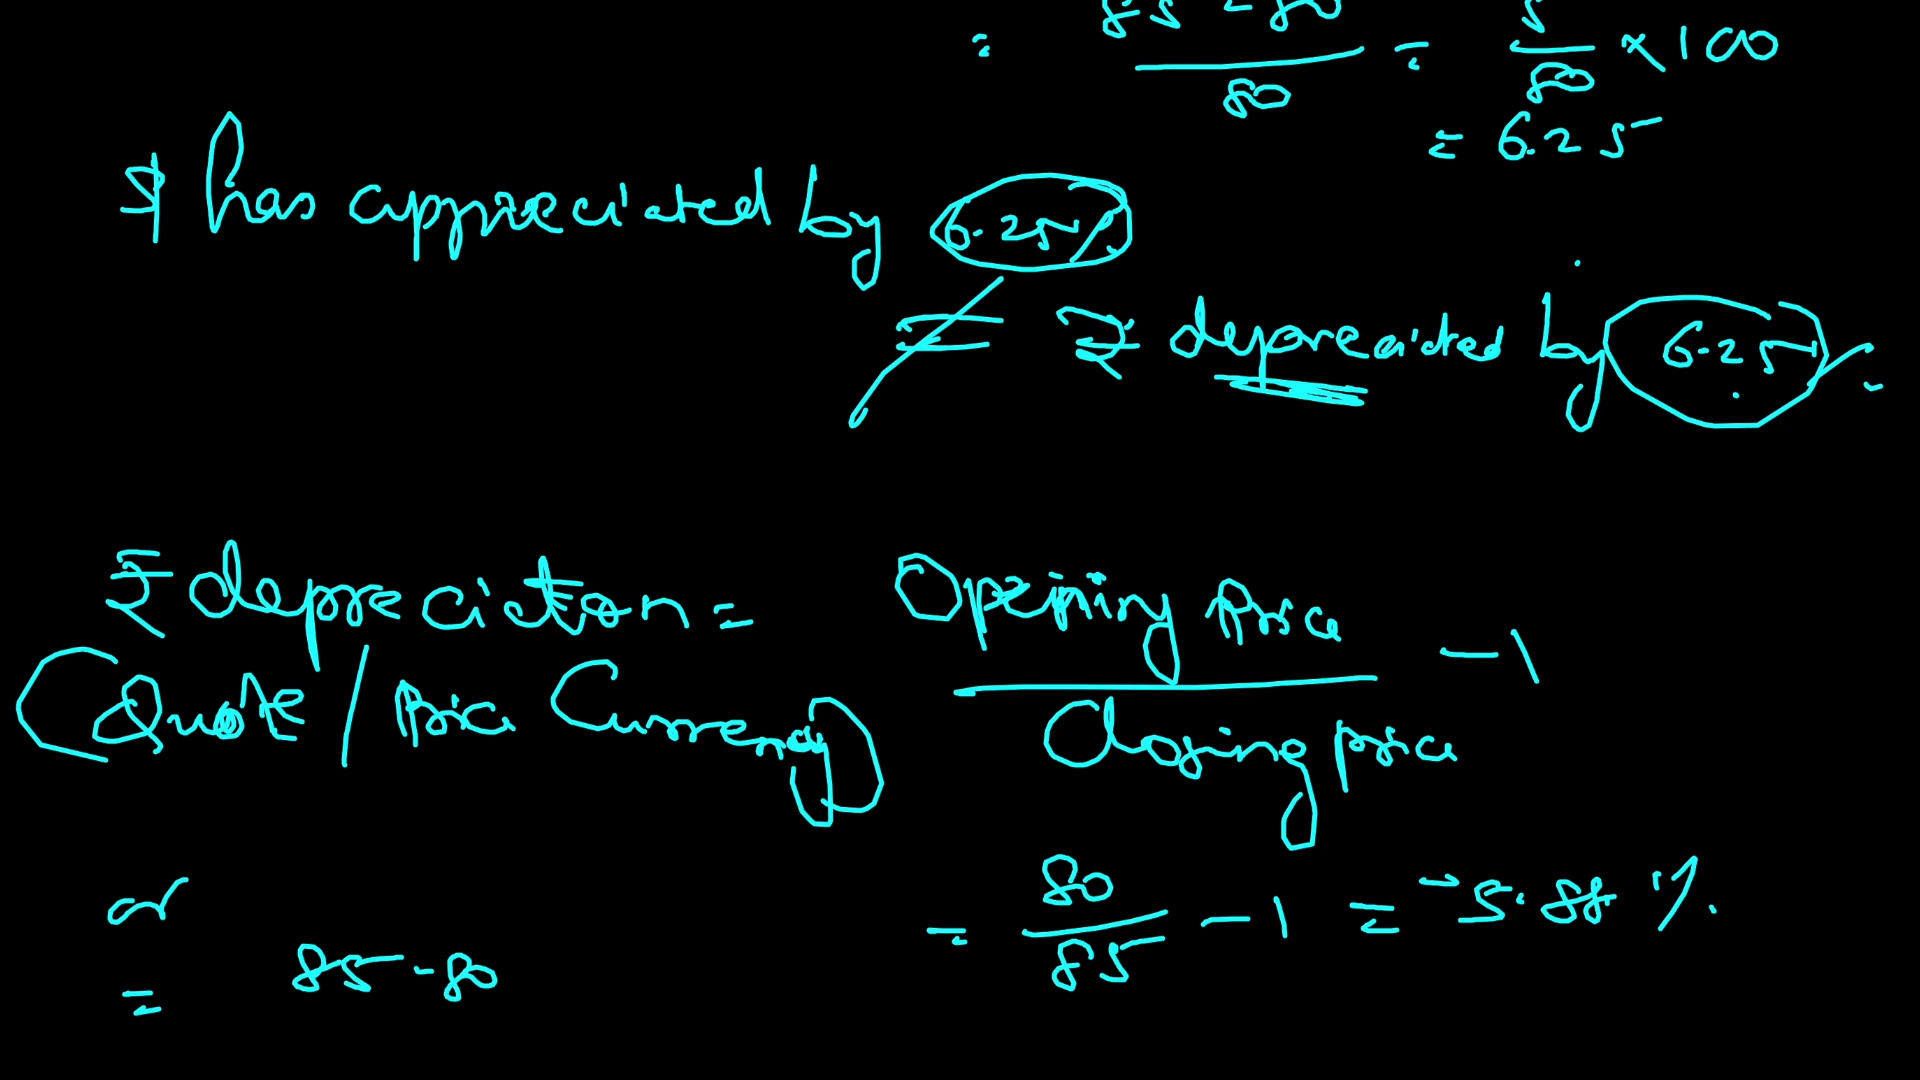 = 85 - 80 / 80 = 5 / 80 × 100
= 6.25
$ has appreciated by 6.25%
≠ ₹ depreciated by 6.25%
₹ depreciation = Opening Price / Closing price - 1
(Quote / Price Currency)
or = 80 / 85 - 1 = -5.88 %.
= 85 - 80